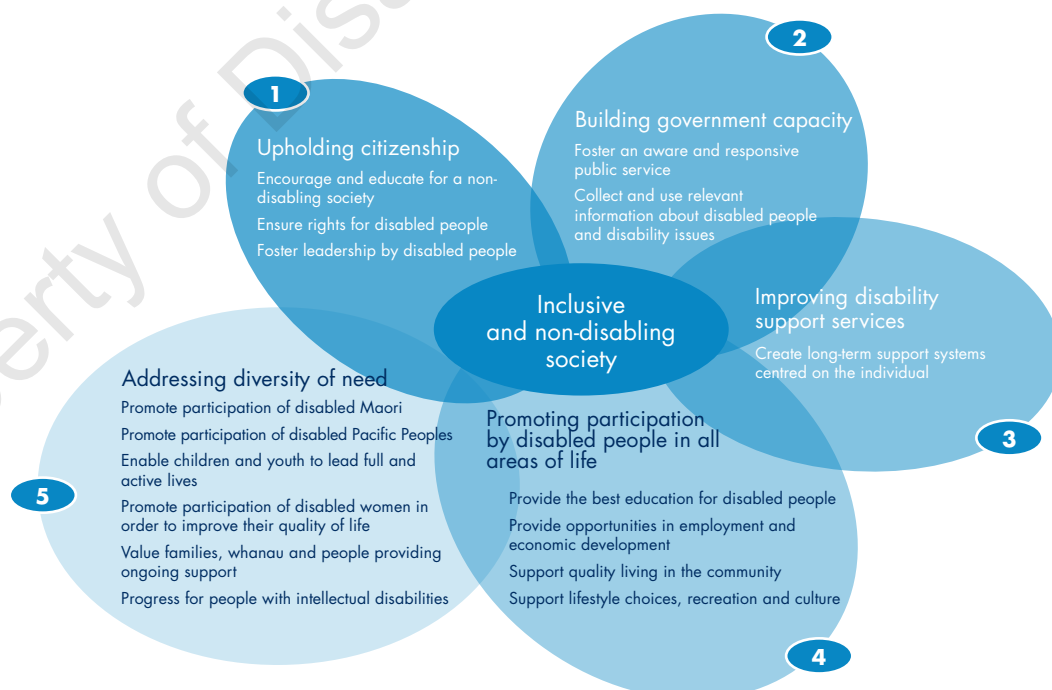 1
Upholding citizenship
Encourage and educate for a non-
disabling society
Ensure rights for disabled people
Foster leadership by disabled people
2
Building government capacity
Foster an aware and responsive
public service
Collect and use relevant
information about disabled people
and disability issues
Inclusive
and non-disabling
society
Improving disability
support services
Create long-term support systems
centred on the individual
3
Promoting participation
by disabled people in all
areas of life
Provide the best education for disabled people
Provide opportunities in employment and
economic development
Support quality living in the community
Support lifestyle choices, recreation and culture
4
Addressing diversity of need
Promote participation of disabled Maori
Promote participation of disabled Pacific Peoples
Enable children and youth to lead full and
active lives
Promote participation of disabled women in
order to improve their quality of life
Value families, whanau and people providing
ongoing support
Progress for people with intellectual disabilities
5
of